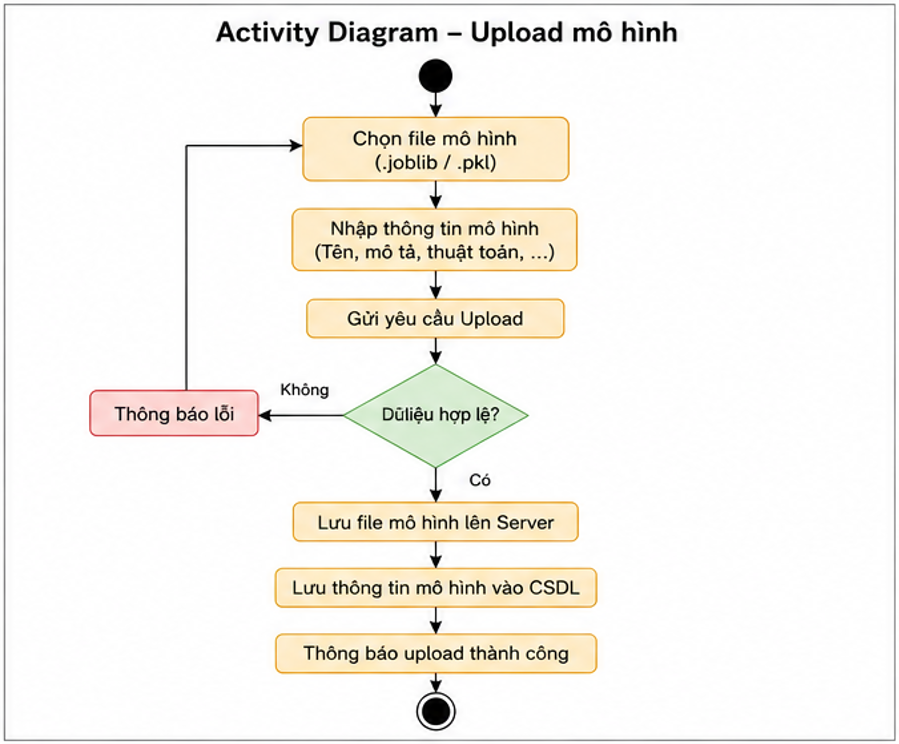 Activity Diagram – Upload mô hình
Chọn file mô hình
(.joblib / .pkl)
Nhập thông tin mô hình
(Tên, mô tả, thuật toán, ...)
Gửi yêu cầu Upload
Không
Thông báo lỗi
Dũliệu hợp lệ?
Có
Lưu file mô hình lên Server
Lưu thông tin mô hình vào CSDL
Thông báo upload thành công